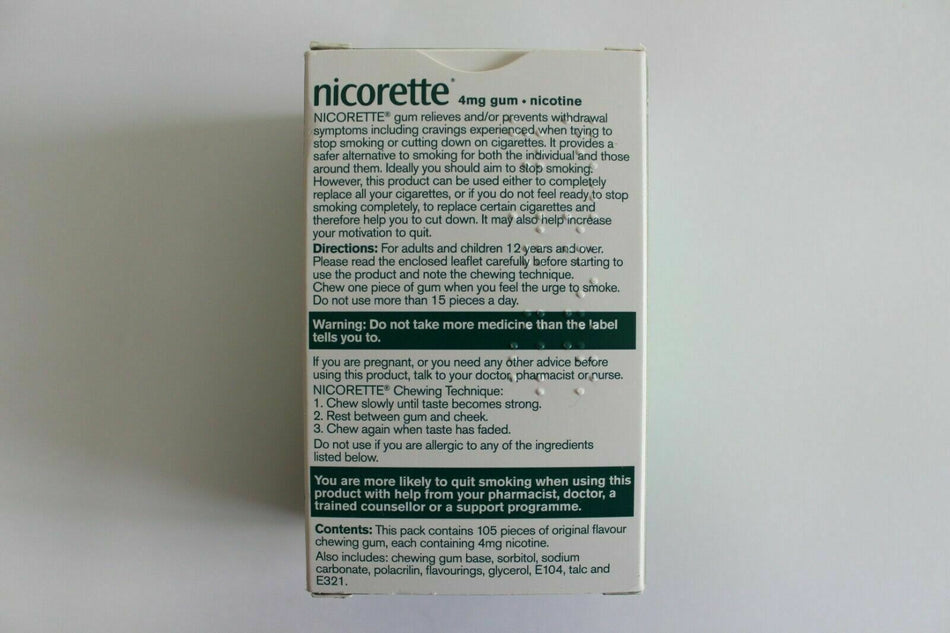 nicorette® 4mg gum • nicotine
NICORETTE® gum relieves and/or prevents withdrawal
symptoms including cravings experienced when trying to
stop smoking or cutting down on cigarettes. It provides a
safer alternative to smoking for both the individual and those
around them. Ideally you should aim to stop smoking.
However, this product can be used either to completely
replace all your cigarettes, or if you do not feel ready to stop
smoking completely, to replace certain cigarettes and
therefore help you to cut down. It may also help increase
your motivation to quit.
Directions: For adults and children 12 years and over.
Please read the enclosed leaflet carefully before starting to
use the product and note the chewing technique.
Chew one piece of gum when you feel the urge to smoke.
Do not use more than 15 pieces a day.
Warning: Do not take more medicine than the label
tells you to.
If you are pregnant, or you need any other advice before
using this product, talk to your doctor, pharmacist or nurse.
NICORETTE® Chewing Technique:
1. Chew slowly until taste becomes strong.
2. Rest between gum and cheek.
3. Chew again when taste has faded.
Do not use if you are allergic to any of the ingredients
listed below.
You are more likely to quit smoking when using this
product with help from your pharmacist, doctor, a
trained counsellor or a support programme.
Contents: This pack contains 105 pieces of original flavour
chewing gum, each containing 4mg nicotine.
Also includes: chewing gum base, sorbitol, sodium
carbonate, polacrilin, flavourings, glycerol, E104, talc and
E321.